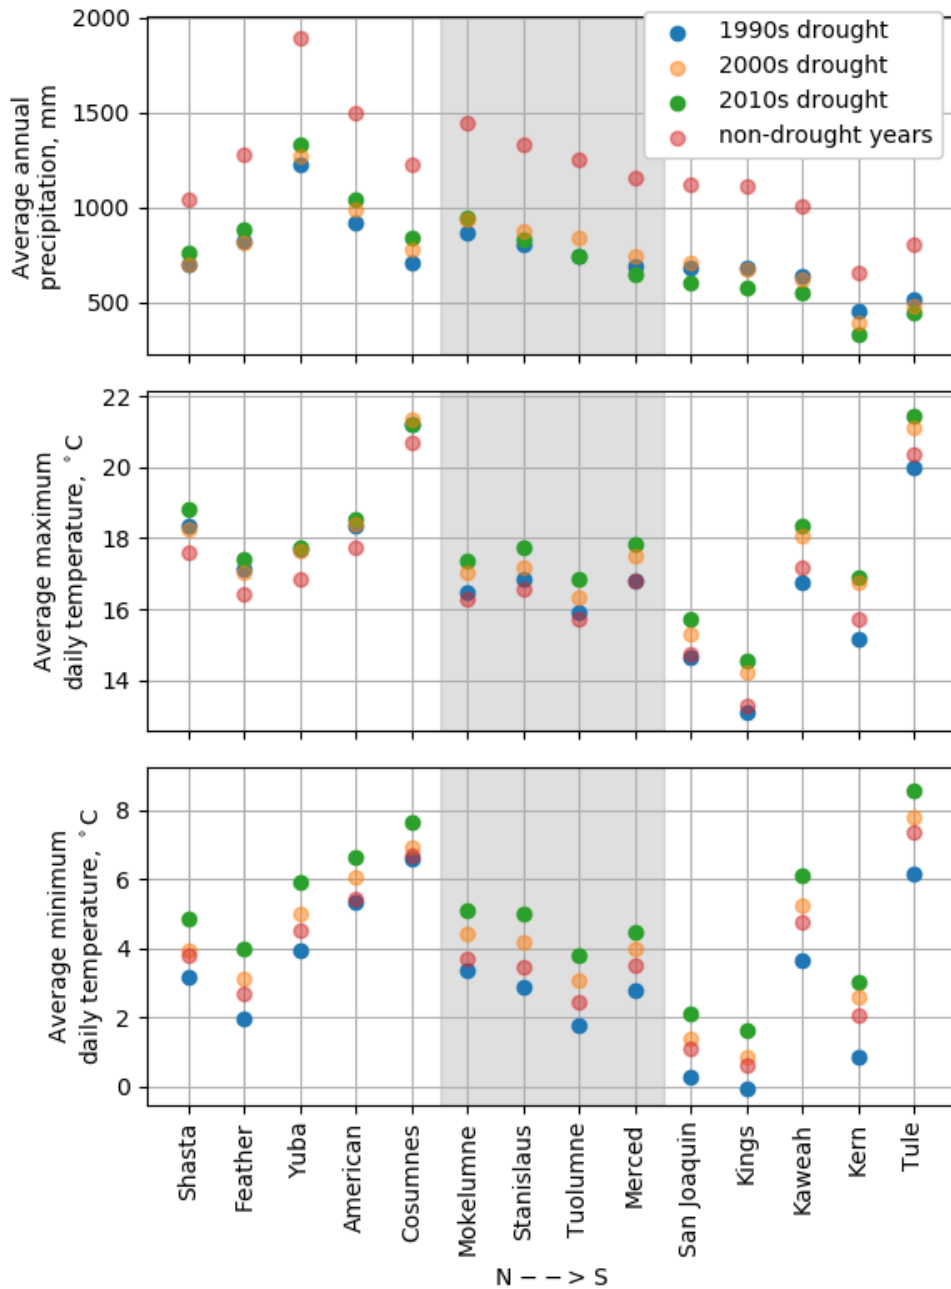 2000
1500
1000
500
Average annual
precipitation, mm
1990s drought
2000s drought
2010s drought
non-drought years
22
20
18
16
14
Average maximum
daily temperature, °C
8
6
4
2
0
Average minimum
daily temperature, °C
Shasta
Feather
Yuba
American
Cosumnes
Mokelumne
Stanislaus
Tuolumne
Merced
San Joaquin
Kings
Kaweah
Kern
Tule
N − − > S